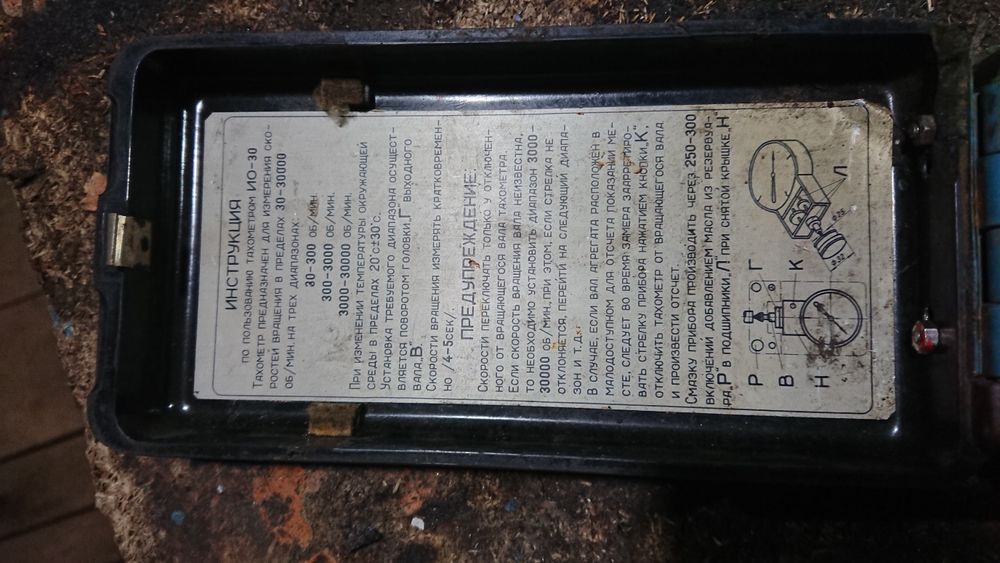 ИНСТРУКЦИЯ
ПО ПОЛЬЗОВАНИЮ ТАХОМЕТРОМ ИО-30
ТАХОМЕТР ПРЕДНАЗНАЧЕН ДЛЯ ИЗМЕРЕНИЯ СКО-
РОСТЕЙ ВРАЩЕНИЯ В ПРЕДЕЛАХ 30-30000
ОБ/МИН. НА ТРЕХ ДИАПАЗОНАХ:
30-300 ОБ/МИН.
300-3000 ОБ/МИН.
3000-30000 ОБ/МИН.
ПРИ ИЗМЕНЕНИИ ТЕМПЕРАТУРЫ ОКРУЖАЮЩЕЙ
СРЕДЫ В ПРЕДЕЛАХ 20°±30°С.
УСТАНОВКА ТРЕБУЕМОГО ДИАПАЗОНА ОСУЩЕСТ-
ВЛЯЕТСЯ ПОВОРОТОМ ГОЛОВКИ „Г" ВЫХОДНОГО
ВАЛА „В"
СКОРОСТИ ВРАЩЕНИЯ ИЗМЕРЯТЬ КРАТКОВРЕМЕН-
НО /4-5СЕК/.
ПРЕДУПРЕЖДЕНИЕ:
СКОРОСТИ ПЕРЕКЛЮЧАТЬ ТОЛЬКО У ОТКЛЮЧЕН-
НОГО ОТ ВРАЩАЮЩЕГОСЯ ВАЛА ТАХОМЕТРА.
ЕСЛИ СКОРОСТЬ ВРАЩЕНИЯ ВАЛА НЕИЗВЕСТНА,
ТО НЕОБХОДИМО УСТАНОВИТЬ ДИАПАЗОН 3000-
30000 ОБ/МИН, ПРИ ЭТОМ, ЕСЛИ СТРЕЛКА НЕ
ОТКЛОНЯЕТСЯ, ПЕРЕЙТИ НА СЛЕДУЮЩИЙ ДИАПА-
ЗОН И Т.Д.
В СЛУЧАЕ, ЕСЛИ ВАЛ АГРЕГАТА РАСПОЛОЖЕН В
МАЛОДОСТУПНОМ ДЛЯ ОТСЧЕТА ПОКАЗАНИЙ МЕ-
СТЕ, СЛЕДУЕТ ВО ВРЕМЯ ЗАМЕРА ЗААРРЕТИРО-
ВАТЬ СТРЕЛКУ ПРИБОРА НАЖАТИЕМ КНОПКИ „К",
ОТКЛЮЧИТЬ ТАХОМЕТР ОТ ВРАЩАЮЩЕГОСЯ ВАЛА
И ПРОИЗВЕСТИ ОТСЧЕТ.
СМАЗКУ ПРИБОРА ПРОИЗВОДИТЬ ЧЕРЕЗ 250-300
ВКЛЮЧЕНИЙ ДОБАВЛЕНИЕМ МАСЛА ИЗ РЕЗЕРВУА-
РА „Р" В ПОДШИПНИКИ „Л" ПРИ СНЯТОЙ КРЫШКЕ „Н"
Р
В
Н
Г
К
Л